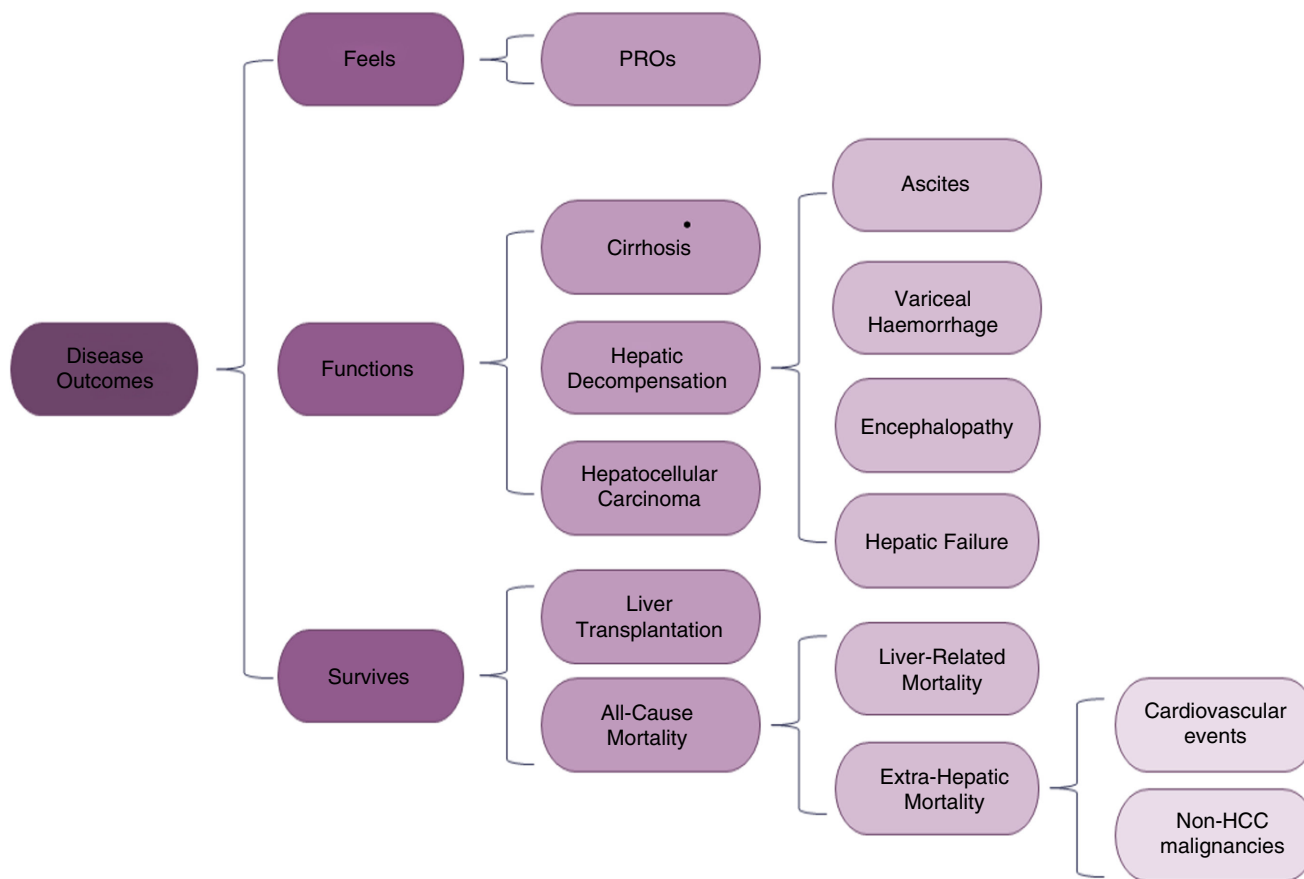 Feels
PROs
Ascites
Cirrhosis
•
Variceal
Haemorrhage
Disease
Outcomes
Functions
Hepatic
Decompensation
Encephalopathy
Hepatocellular
Carcinoma
Hepatic Failure
Liver
Transplantation
Survives
All-Cause
Mortality
Liver-Related
Mortality
Extra-Hepatic
Mortality
Cardiovascular
events
Non-HCC
malignancies